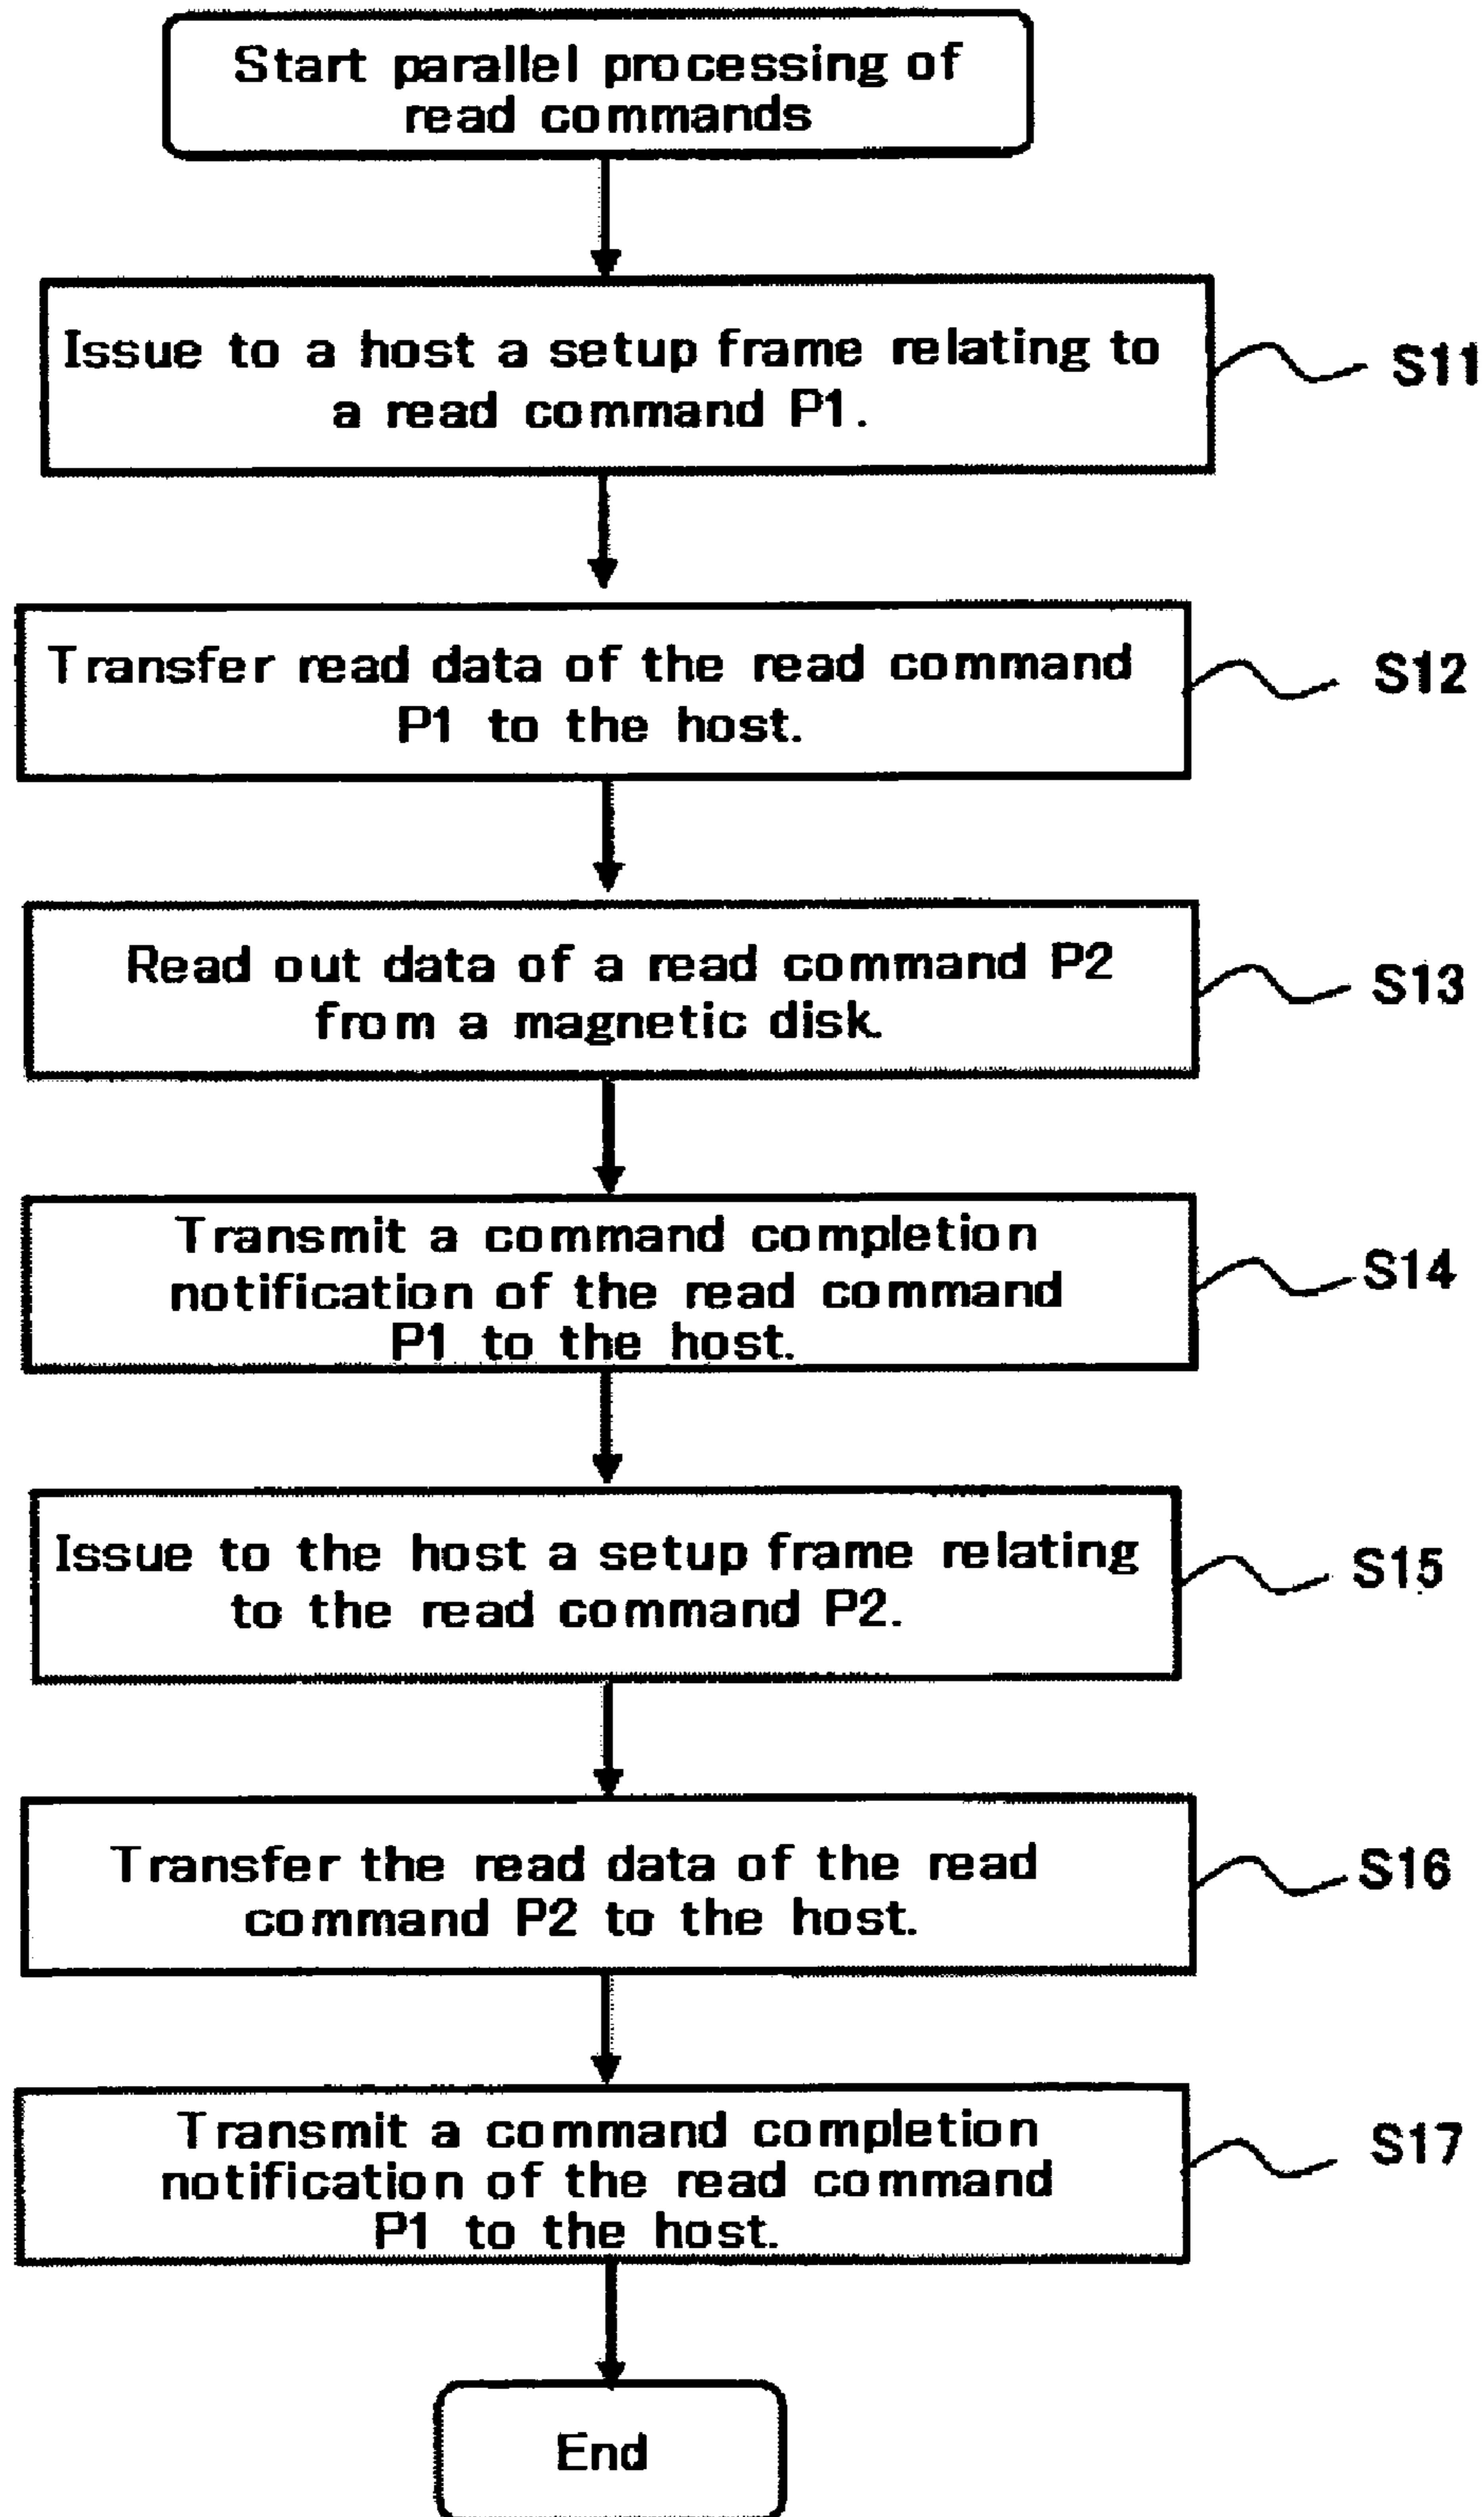 Start parallel processing of
read commands
Issue to a host a setup frame relating to
a read command P1.
S11
Transfer read data of the read command
P1 to the host.
S12
Read out data of a read command P2
from a magnetic disk.
S13
Transmit a command completion
notification of the read command
P1 to the host.
S14
Issue to the host a setup frame relating
to the read command P2.
S15
Transfer the read data of the read
command P2 to the host.
S16
Transmit a command completion
notification of the read command
P1 to the host.
S17
End